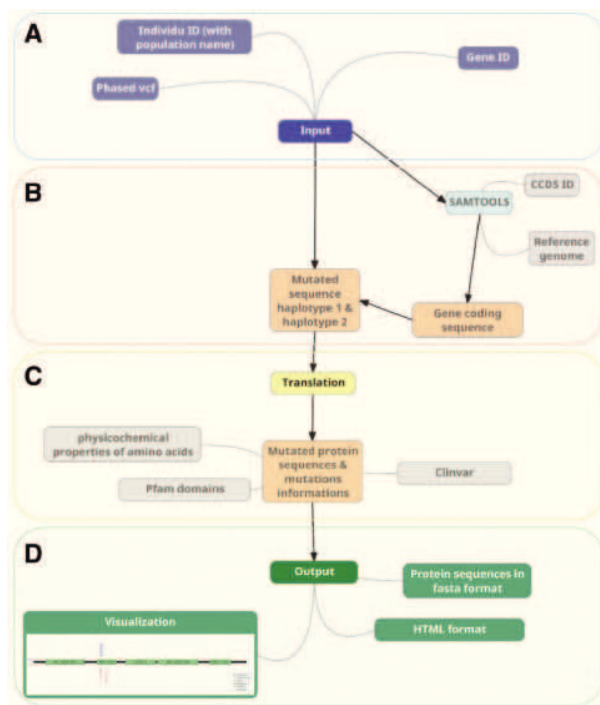 A
Individu ID (with
population name)
Gene ID
Phased vcf
Input
B
CCDS ID
SAMTOOLS
Reference
genome
Mutated
sequence
haplotype 1 &
haplotype 2
Gene coding
sequence
C
Translation
physicochemical
properties of amino acids
Mutated protein
sequences &
mutations
informations
Clinvar
Pfam domains
D
Output
Protein sequences in
fasta format
Visualization
HTML format